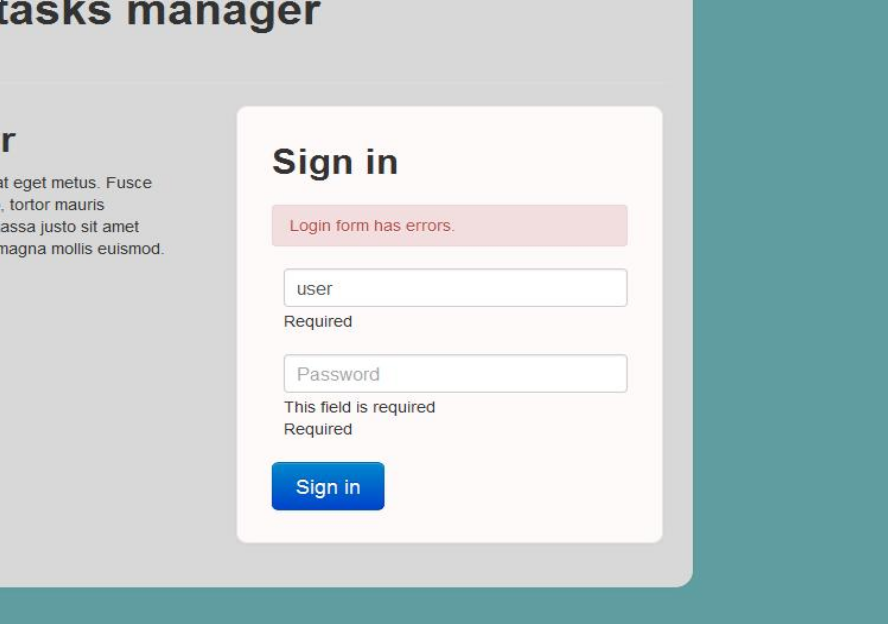 tasks manager
r
at eget metus. Fusce
, tortor mauris
assa justo sit amet
magna mollis euismod.
Sign in
Login form has errors.
user
Required
Password
This field is required
Required
Sign in